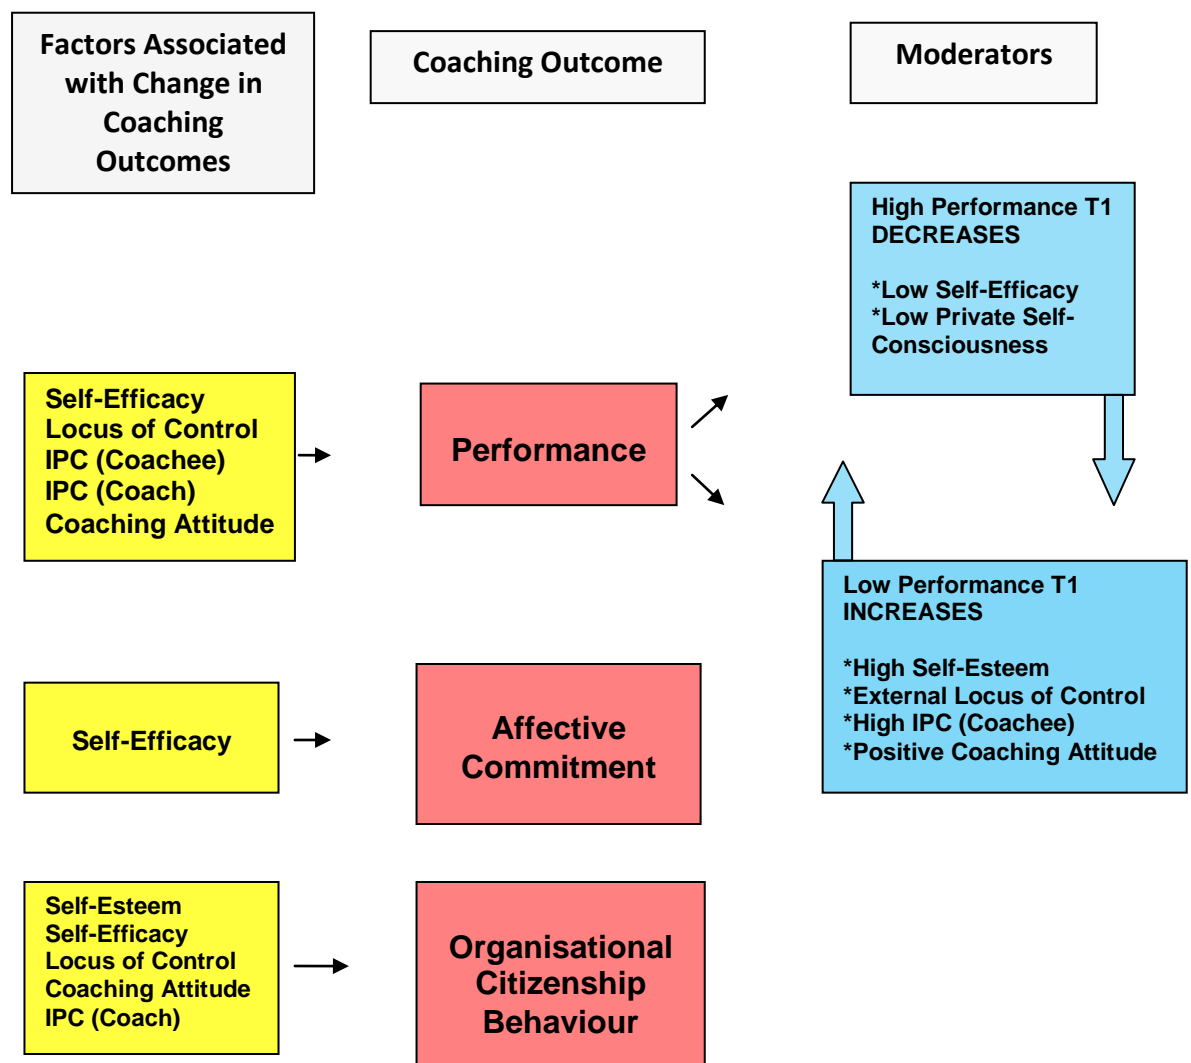 Factors Associated
with Change in
Coaching
Outcomes
Coaching Outcome
Moderators
High Performance T1
DECREASES
*Low Self-Efficacy
*Low Private Self-
Consciousness
Self-Efficacy
Locus of Control
IPC (Coachee)
IPC (Coach)
Coaching Attitude
Performance
Low Performance T1
INCREASES
*High Self-Esteem
*External Locus of Control
*High IPC (Coachee)
*Positive Coaching Attitude
Self-Efficacy
Affective
Commitment
Self-Esteem
Self-Efficacy
Locus of Control
Coaching Attitude
IPC (Coach)
Organisational
Citizenship
Behaviour